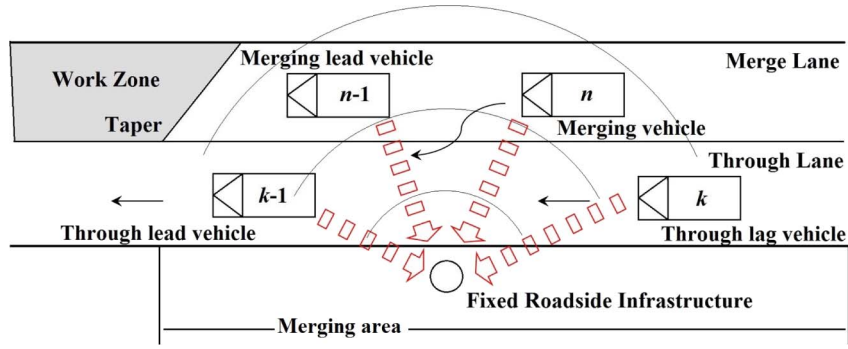 Merging lead vehicle
Work Zone
Merge Lane
n-1
n
Taper
Merging vehicle
Through Lane
k-1
k
Through lead vehicle
Through lag vehicle
Fixed Roadside Infrastructure
Merging area